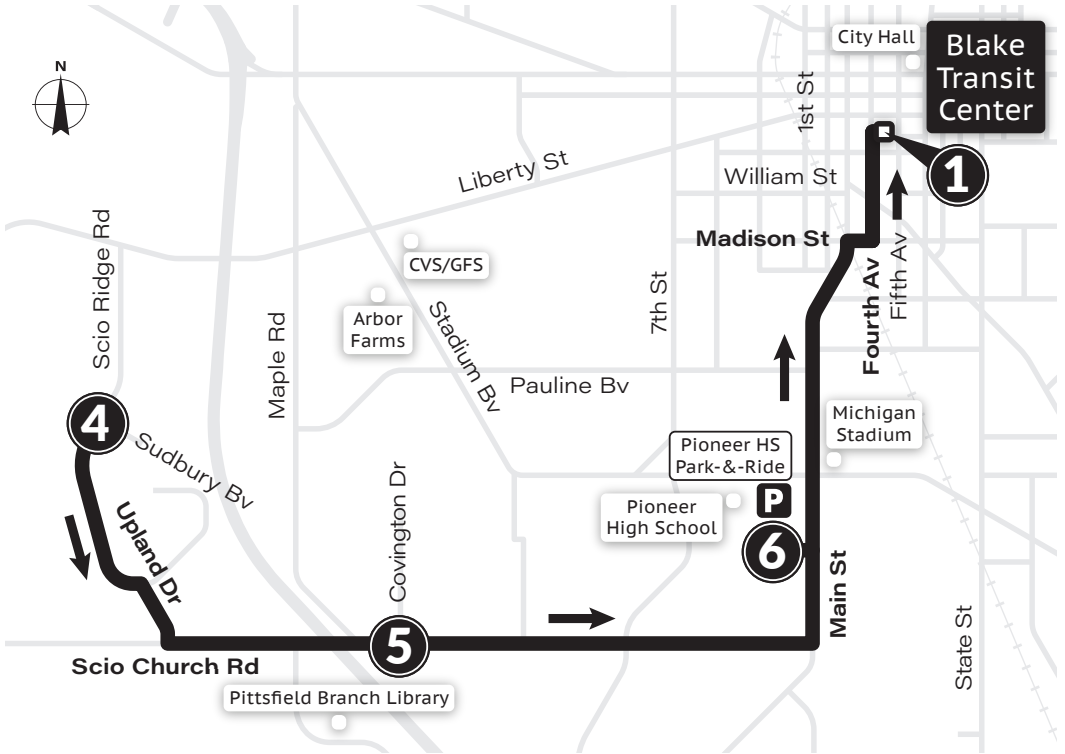 N
City Hall
Blake
Transit
Center
1st St
Liberty St
William St
1
Madison St
Scio Ridge Rd
CVS/GFS
Arbor
Farms
Maple Rd
Stadium Bv
7th St
Fourth Av
Fifth Av
Pauline Bv
4
Sudbury Bv
Michigan
Stadium
Pioneer HS
Park-&-Ride
P
Pioneer
High School
6
Covington Dr
Upland Dr
Main St
State St
5
Scio Church Rd
Pittsfield Branch Library